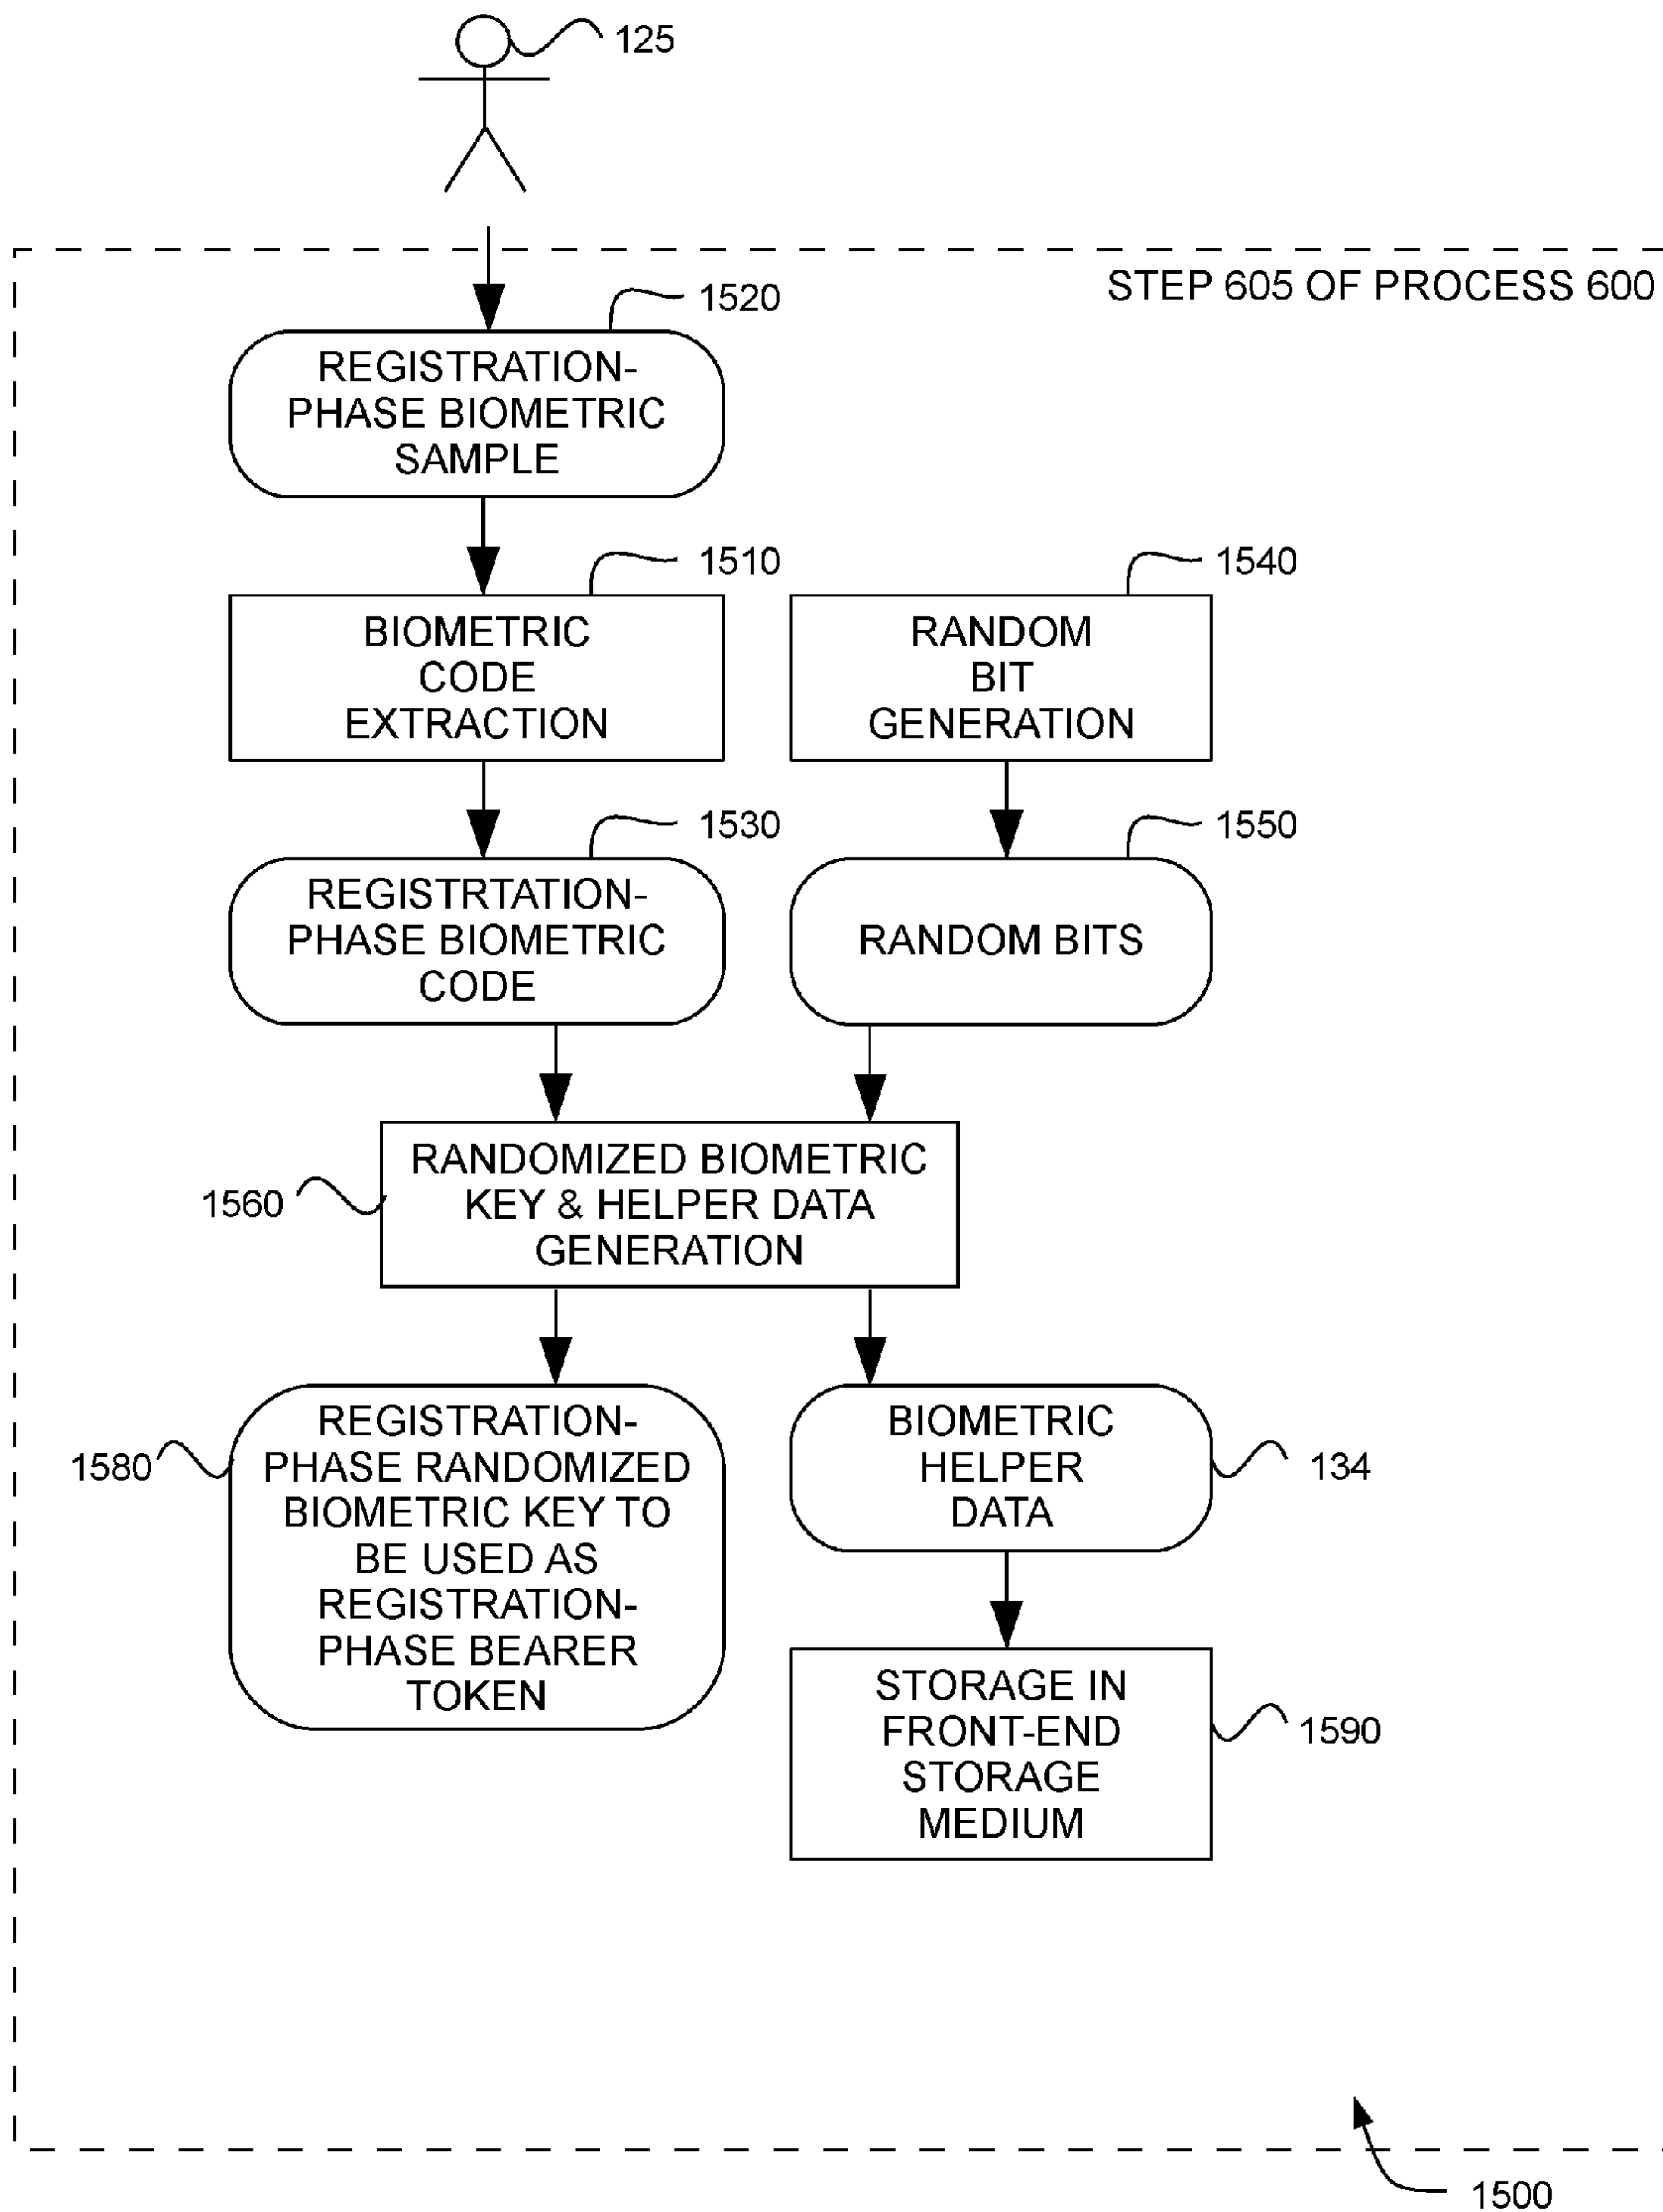 125
STEP 605 OF PROCESS 600
1520
REGISTRATION-
PHASE BIOMETRIC
SAMPLE
1510
BIOMETRIC
CODE
EXTRACTION
1540
RANDOM
BIT
GENERATION
1530
REGISTRTATION-
PHASE BIOMETRIC
CODE
1550
RANDOM BITS
1560
RANDOMIZED BIOMETRIC
KEY & HELPER DATA
GENERATION
1580
REGISTRATION-
PHASE RANDOMIZED
BIOMETRIC KEY TO
BE USED AS
REGISTRATION-
PHASE BEARER
TOKEN
BIOMETRIC
HELPER
DATA
134
STORAGE IN
FRONT-END
STORAGE
MEDIUM
1590
1500